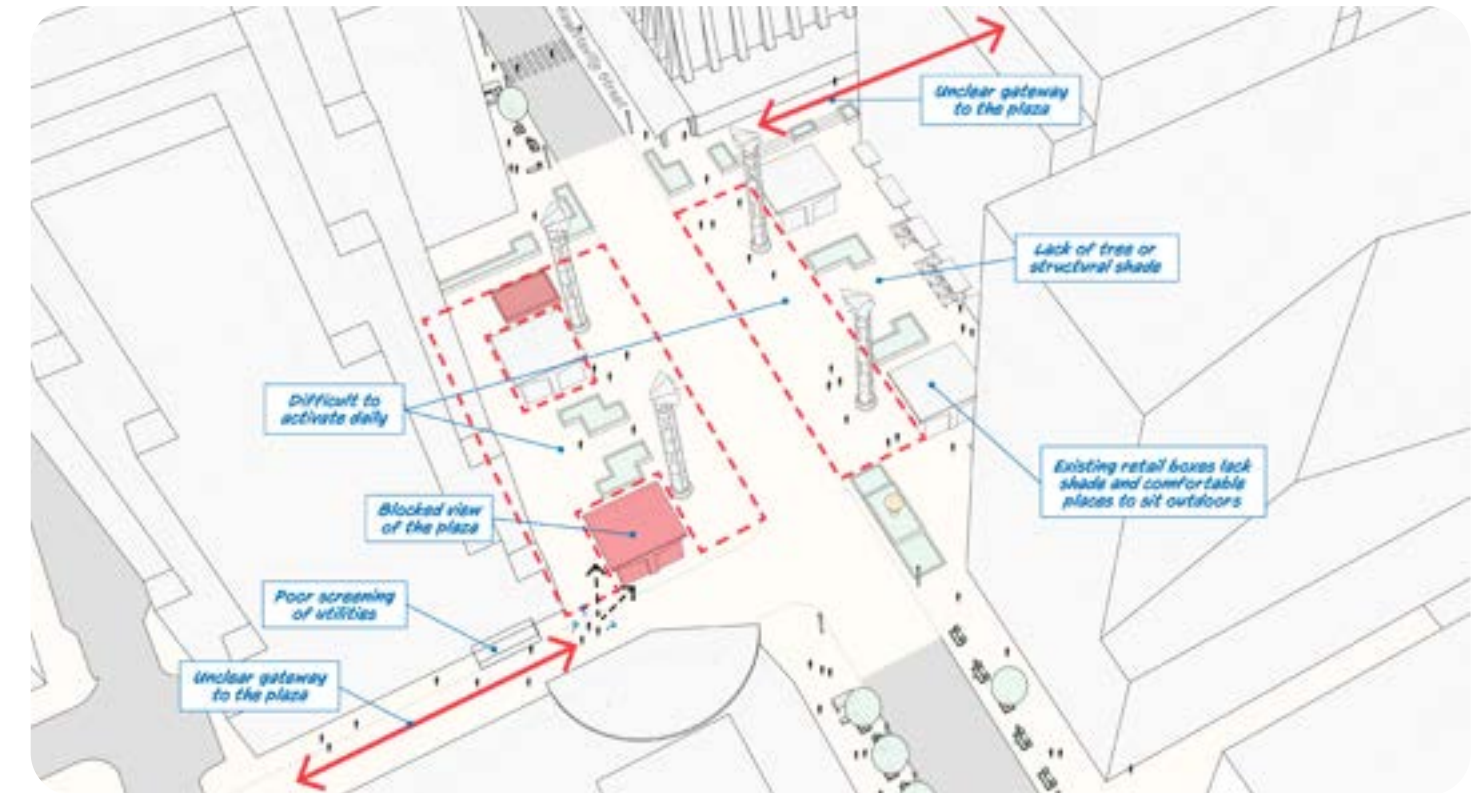 Unclear gateway
to the plaza
Lack of tree or
structural shade
Difficult to
activate daily
Existing retail boxes lack
shade and comfortable
places to sit outdoors
Blocked view
of the plaza
Poor screening
of utilities
Unclear gateway
to the plaza
Street